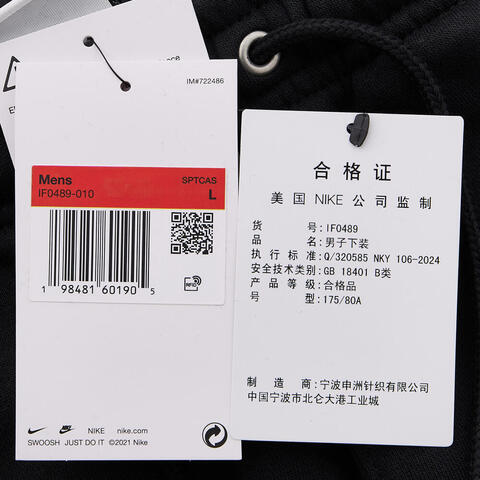 IM#722486
Mens
SPTCAS
IF0489-010
L
1 98481 60190 5
RFID
NIKE nike.com
SWOOSH JUST DO IT ©2021 Nike
合格证
美国 NIKE 公司监制
货号:IF0489
品名:男子下装
执行标准:Q/320585 NKY 106-2024
安全技术类别:GB 18401 B类
产品等级:合格品
号型:175/80A
制造商:宁波申洲针织有限公司
中国宁波市北仑大港工业城